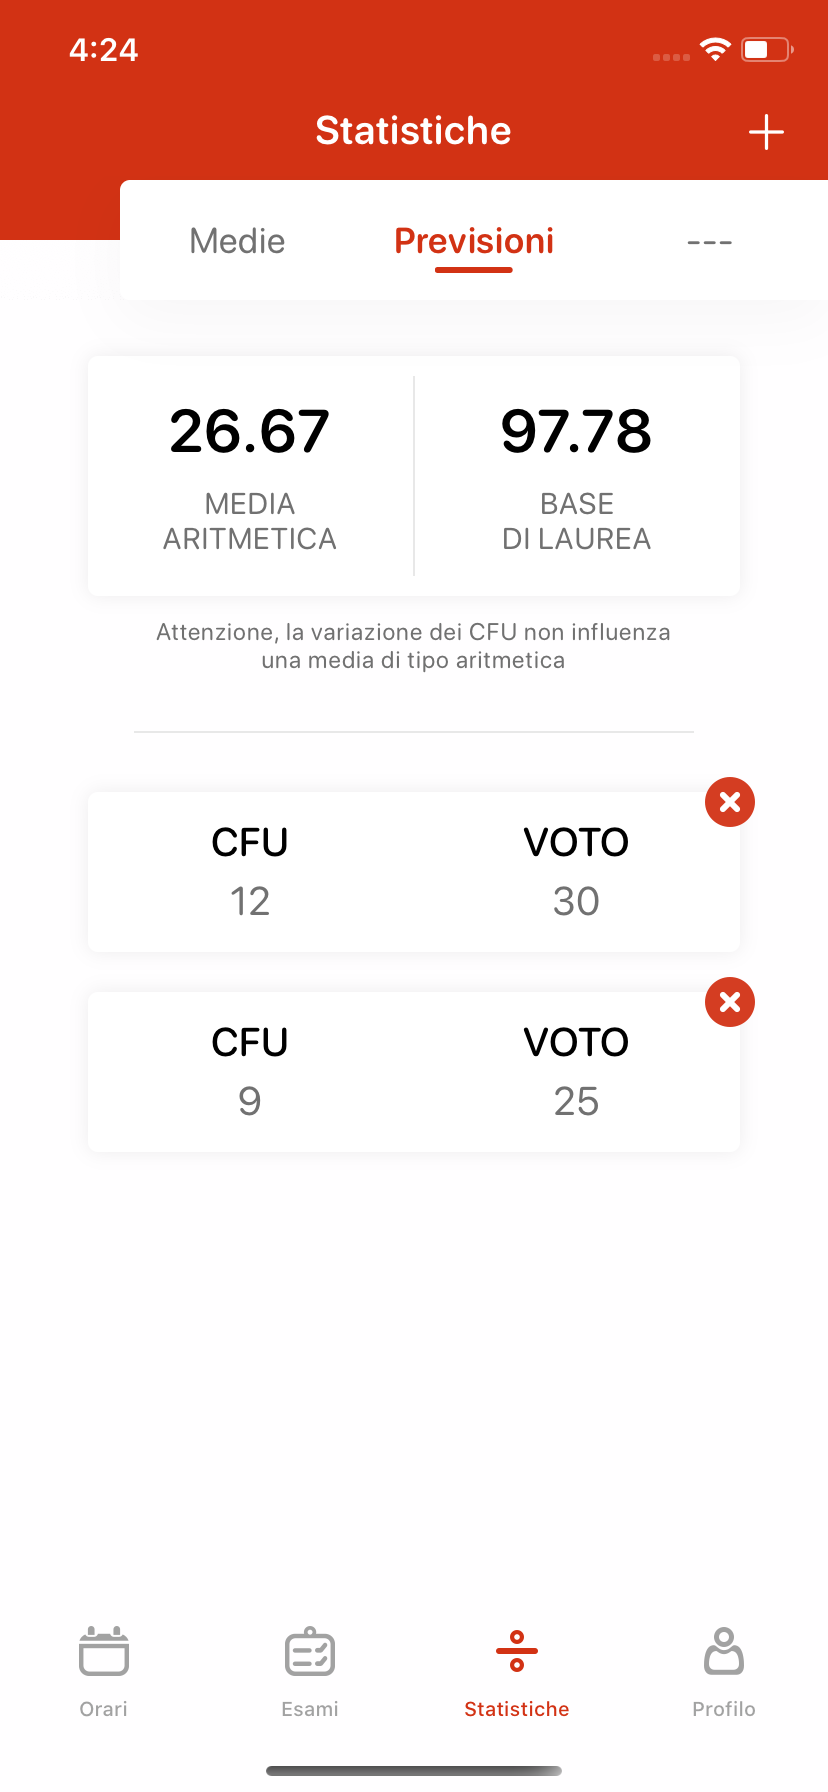 4:24
Statistiche
Medie
Previsioni
---
26.67
MEDIA
ARITMETICA
97.78
BASE
DI LAUREA
Attenzione, la variazione dei CFU non influenza
una media di tipo aritmetica
CFU
VOTO
12
30
CFU
VOTO
9
25
Orari
Esami
Statistiche
Profilo